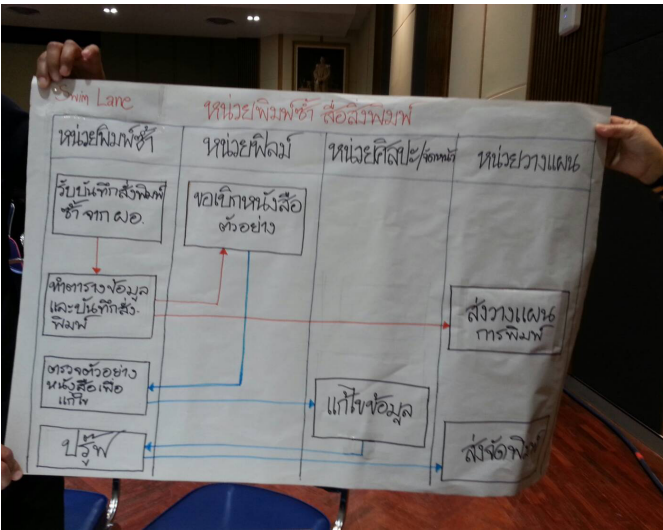 Swim Lane
หน่วยพิมพ์ซ้ำ สื่อสิ่งพิมพ์
หน่วยพิมพ์ซ้ำ
หน่วยฟิลม์
หน่วยศิลปะ/จัดหน้า
หน่วยวางแผน
รับบันทึกสั่งพิมพ์
ซ้ำ จาก ผอ.
ขอเบิกหนังสือ
ตัวอย่าง
ทำตารางข้อมูล
และบันทึกสั่ง-
พิมพ์
ส่งวางแผน
การพิมพ์
ตรวจตัวอย่าง
หนังสือเพื่อ
แก้ไข
แก้ไขข้อมูล
ปรู๊ฟ
ส่งจัดพิมพ์